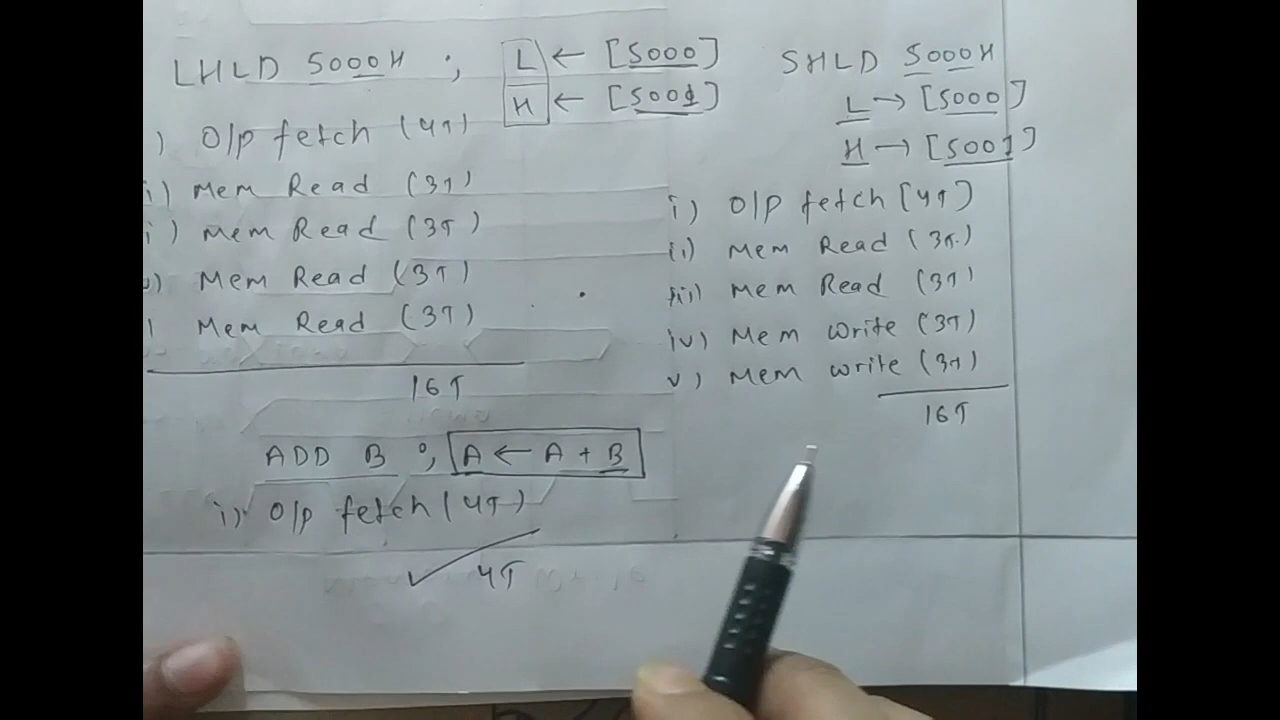 LHLD 5000H ; L ← [5000]
H ← [5001]
) O/P fetch (4T)
i) Mem Read (3T)
i) Mem Read (3T)
v) Mem Read (3T)
) Mem Read (3T)
16T
ADD B ; A ← A + B
i) O/P fetch (4T)
4T
SHLD 5000H
L → [5000]
H → [5001]
i) O/P fetch (4T)
ii) Mem Read (3T)
iii) Mem Read (3T)
iv) Mem Write (3T)
v) Mem write (3T)
16T